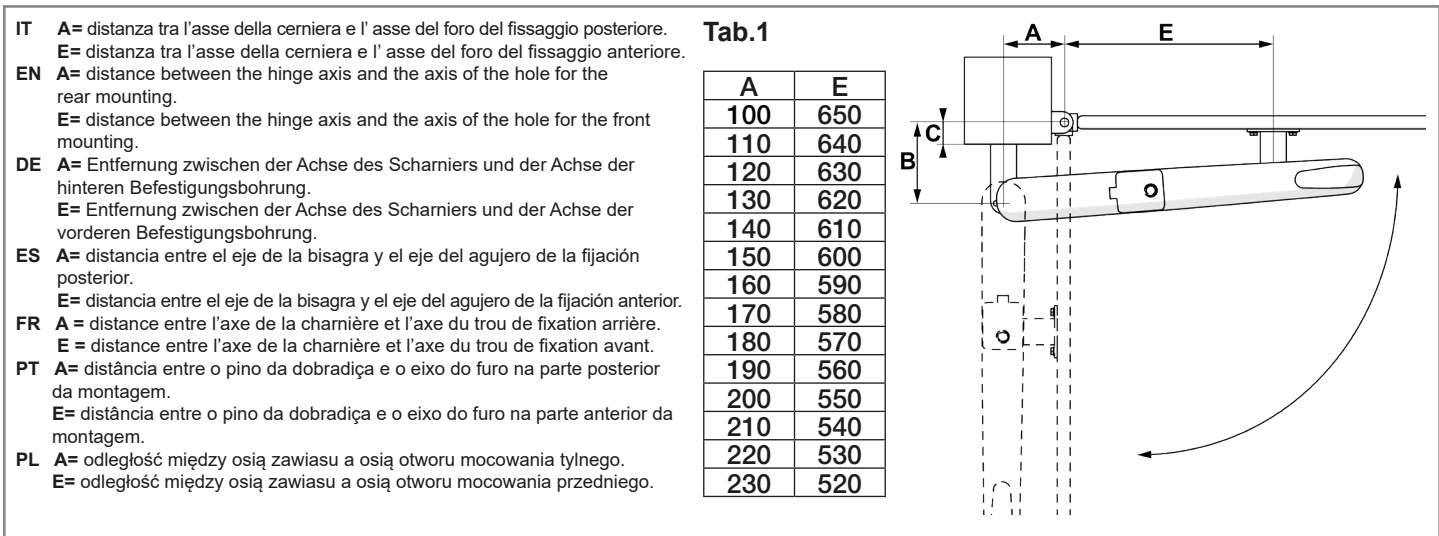 IT A= distanza tra l’asse della cerniera e l’ asse del foro del fissaggio posteriore.
E= distanza tra l’asse della cerniera e l’ asse del foro del fissaggio anteriore.
EN A= distance between the hinge axis and the axis of the hole for the
rear mounting.
E= distance between the hinge axis and the axis of the hole for the front
mounting.
DE A= Entfernung zwischen der Achse des Scharniers und der Achse der
hinteren Befestigungsbohrung.
E= Entfernung zwischen der Achse des Scharniers und der Achse der
vorderen Befestigungsbohrung.
ES A= distancia entre el eje de la bisagra y el eje del agujero de la fijación
posterior.
E= distancia entre el eje de la bisagra y el eje del agujero de la fijación anterior.
FR A = distance entre l’axe de la charnière et l’axe du trou de fixation arrière.
E = distance entre l’axe de la charnière et l’axe du trou de fixation avant.
PT A= distância entre o pino da dobradiça e o eixo do furo na parte posterior
da montagem.
E= distância entre o pino da dobradiça e o eixo do furo na parte anterior da
montagem.
PL A= odległość między osią zawiasu a osią otworu mocowania tylnego.
E= odległość między osią zawiasu a osią otworu mocowania przedniego.
Tab.1
A E
100 650
110 640
120 630
130 620
140 610
150 600
160 590
170 580
180 570
190 560
200 550
210 540
220 530
230 520
A E
C
B